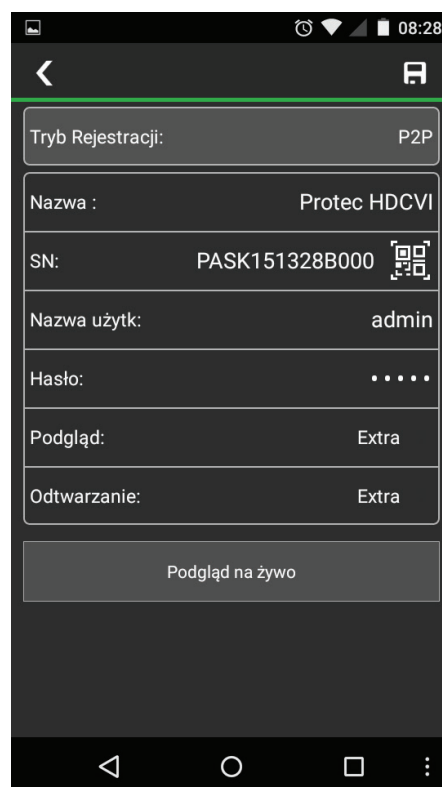 08:28
Tryb Rejestracji: P2P
Nazwa : Protec HDCVI
SN: PASK151328B000
Nazwa użytk: admin
Hasło: •••••
Podgląd: Extra
Odtwarzanie: Extra
Podgląd na żywo